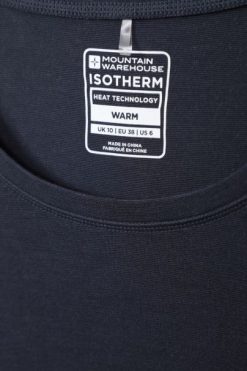 MOUNTAIN
WAREHOUSE
ISOTHERM
HEAT TECHNOLOGY
WARM
UK 10 | EU 38 | US 6
MADE IN CHINA
FABRIQUÉ EN CHINE